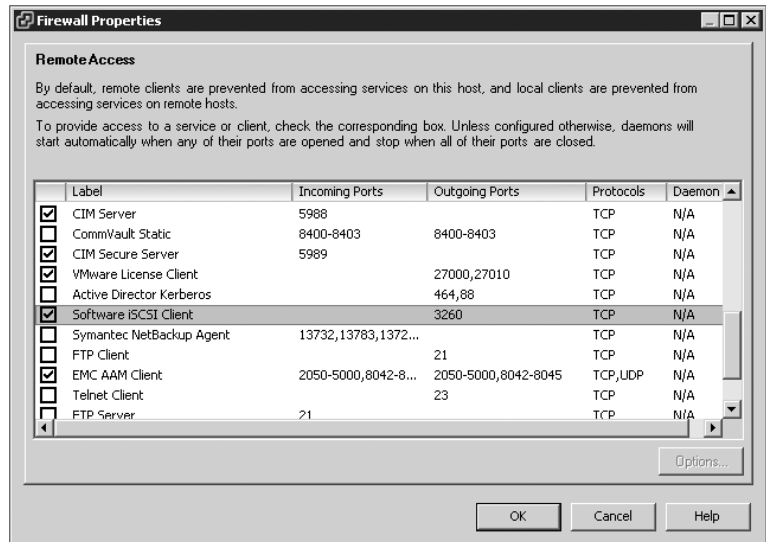 Firewall Properties
Remote Access
By default, remote clients are prevented from accessing services on this host, and local clients are prevented from
accessing services on remote hosts.
To provide access to a service or client, check the corresponding box. Unless configured otherwise, daemons will
start automatically when any of their ports are opened and stop when all of their ports are closed.
Label Incoming Ports Outgoing Ports Protocols Daemon
CIM Server 5988 TCP N/A
CommVault Static 8400-8403 8400-8403 TCP N/A
CIM Secure Server 5989 TCP N/A
VMware License Client 27000,27010 TCP N/A
Active Director Kerberos 464,88 TCP N/A
Software iSCSI Client 3260 TCP N/A
Symantec NetBackup Agent 13732,13783,1372... TCP N/A
FTP Client 21 TCP N/A
EMC AAM Client 2050-5000,8042-8... 2050-5000,8042-8045 TCP,UDP N/A
Telnet Client 23 TCP N/A
FTP Server 21 TCP N/A
Options...
OK Cancel Help